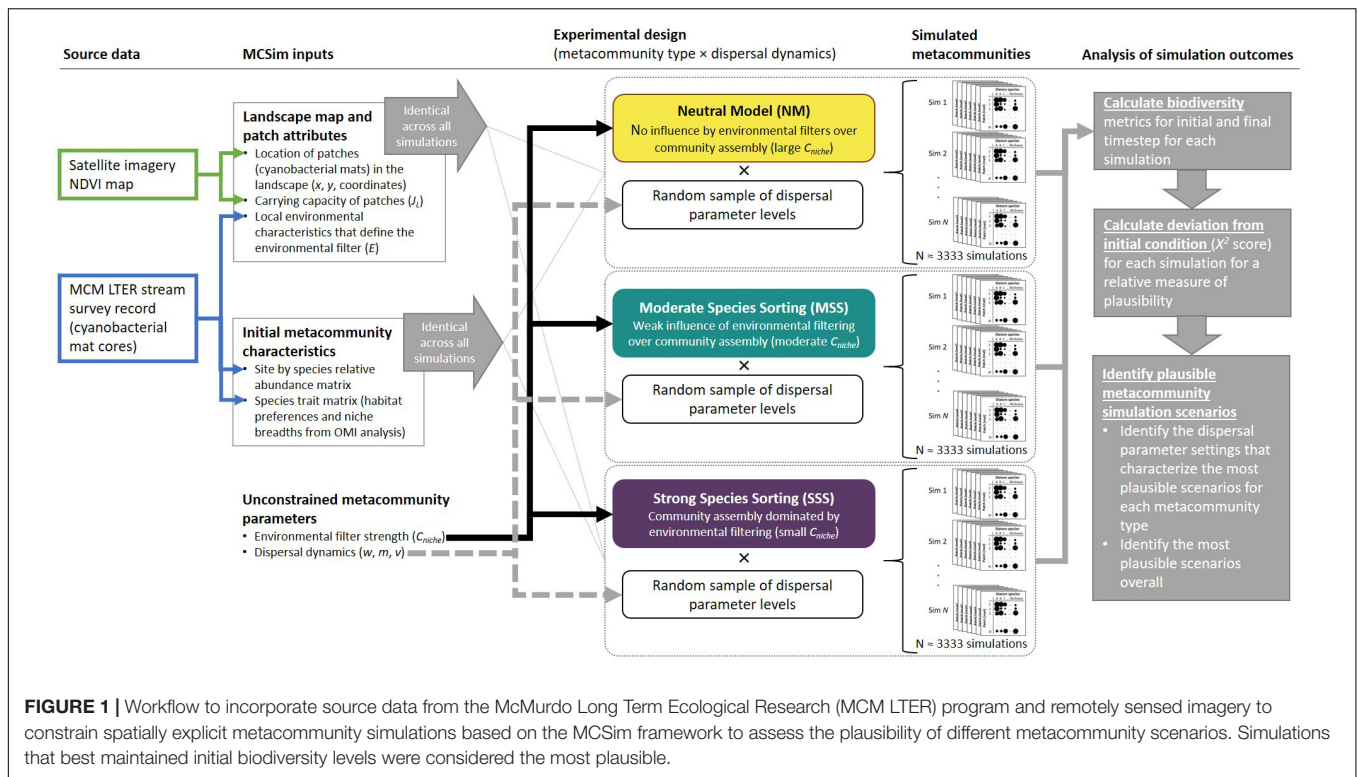 Source data
MCSim inputs
Experimental design
(metacommunity type × dispersal dynamics)
Simulated
metacommunities
Analysis of simulation outcomes
Satellite imagery
NDVI map
MCM LTER stream
survey record
(cyanobacterial
mat cores)
Landscape map and
patch attributes
• Location of patches
(cyanobacterial mats) in
the landscape (x, y, coordinates)
• Carrying capacity of patches (JL)
• Local environmental
characteristics that define the
environmental filter (E)
Identical
across all
simulations
Initial metacommunity
characteristics
• Site by species relative
abundance matrix
• Species trait matrix (habitat
preferences and niche
breadths from OMI analysis)
Identical
across all
simulations
Unconstrained metacommunity
parameters
• Environmental filter strength (Cniche)
• Dispersal dynamics (w, m, ν)
Neutral Model (NM)
No influence by environmental filters over
community assembly (large Cniche)
×
Random sample of dispersal
parameter levels
Sim 1
Sim 2
Sim N
N ≈ 3333 simulations
Moderate Species Sorting (MSS)
Weak influence of environmental filtering
over community assembly (moderate Cniche)
×
Random sample of dispersal
parameter levels
Sim 1
Sim 2
Sim N
N ≈ 3333 simulations
Strong Species Sorting (SSS)
Community assembly dominated by
environmental filtering (small Cniche)
×
Random sample of dispersal
parameter levels
Sim 1
Sim 2
Sim N
N ≈ 3333 simulations
Calculate biodiversity
metrics for initial and final
timestep for each
simulation
Calculate deviation from
initial condition (X² score)
for each simulation for a
relative measure of
plausibility
Identify plausible
metacommunity
simulation scenarios
• Identify the dispersal
parameter settings that
characterize the most
plausible scenarios for
each metacommunity
type
• Identify the most
plausible scenarios
overall
FIGURE 1 | Workflow to incorporate source data from the McMurdo Long Term Ecological Research (MCM LTER) program and remotely sensed imagery to
constrain spatially explicit metacommunity simulations based on the MCSim framework to assess the plausibility of different metacommunity scenarios. Simulations
that best maintained initial biodiversity levels were considered the most plausible.